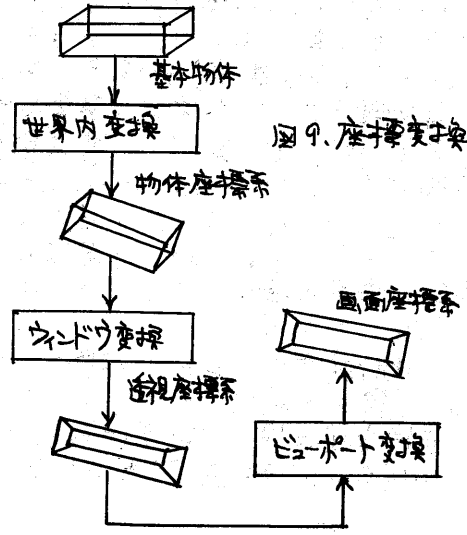 基本物体
世界内変換
図9. 座標変換
物体座標系
画面座標系
ウィンドウ変換
透視座標系
ビューポート変換